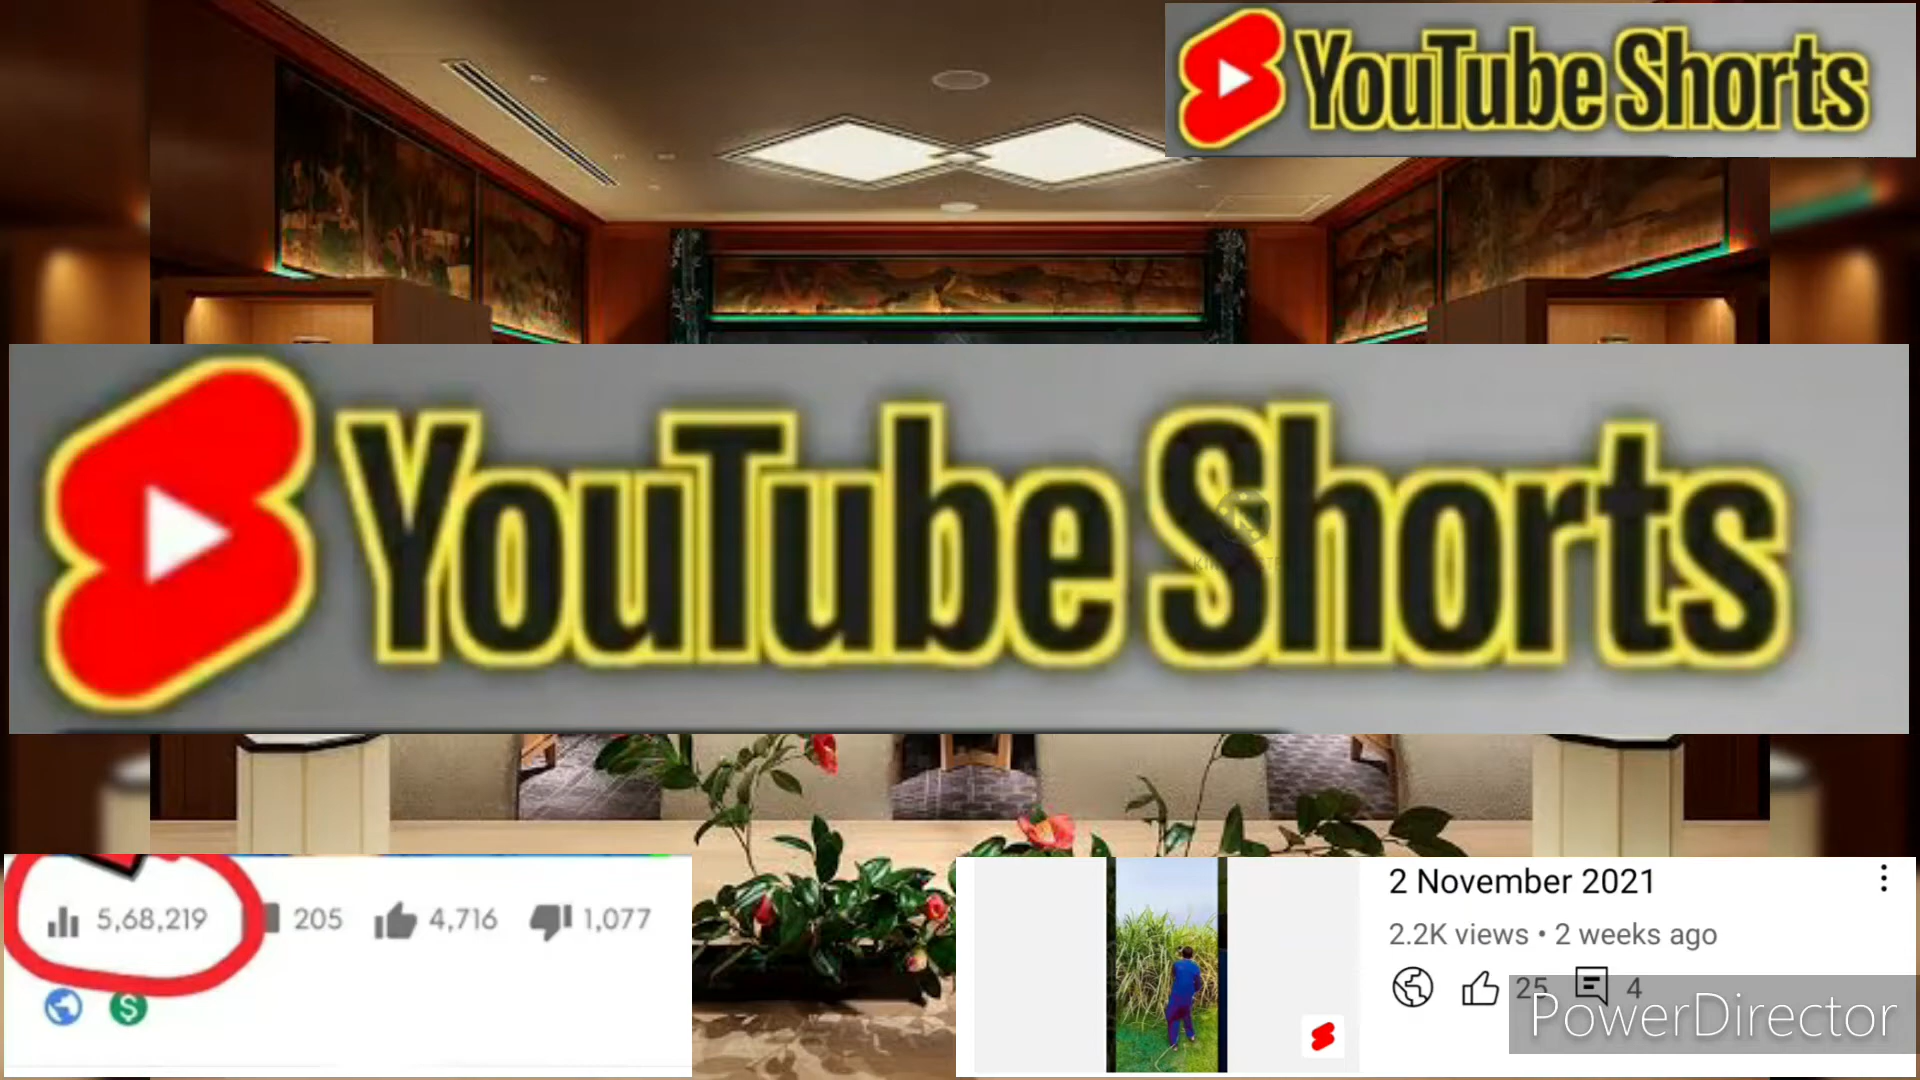 YouTube Shorts
YouTube Shorts
5,68,219 205 4,716 1,077
2 November 2021
2.2K views • 2 weeks ago
25 4
PowerDirector